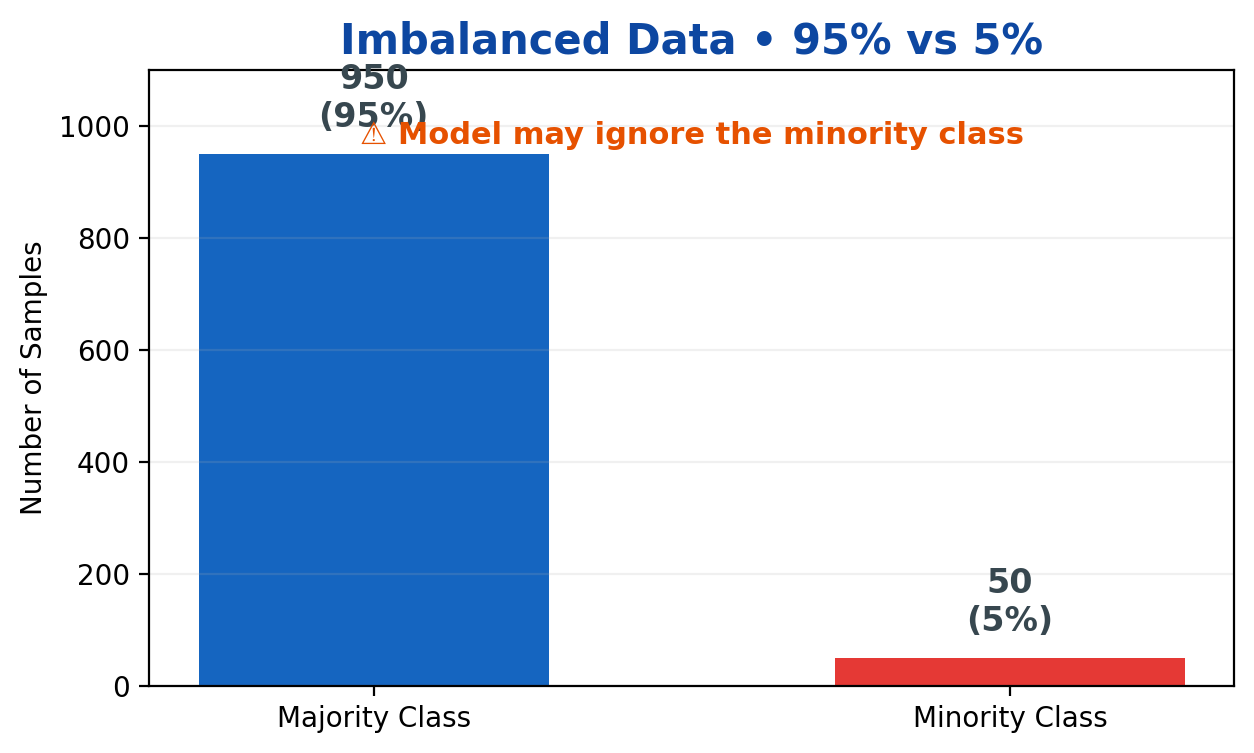 Imbalanced Data • 95% vs 5%
950
(95%)
⚠ Model may ignore the minority class
1000
800
600
400
200
0
Number of Samples
50
(5%)
Majority Class
Minority Class